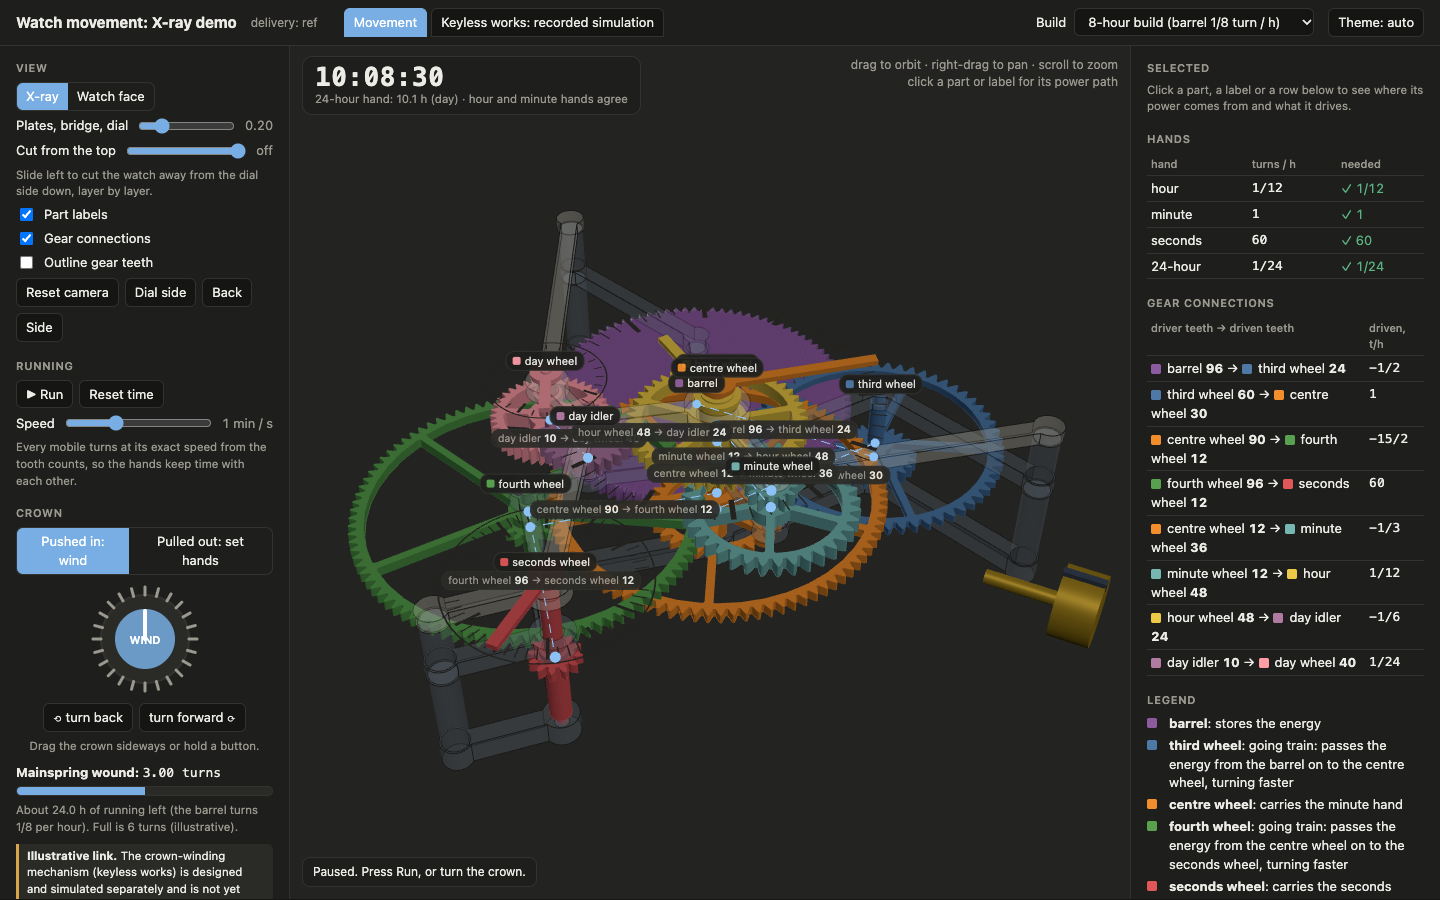 Watch movement: X-ray demo
delivery: ref
Movement
Keyless works: recorded simulation
Build
8-hour build (barrel 1/8 turn / h)
Theme: auto
VIEW
X-ray
Watch face
Plates, bridge, dial
0.20
Cut from the top
off
Slide left to cut the watch away from the dial
side down, layer by layer.
Part labels
Gear connections
Outline gear teeth
Reset camera
Dial side
Back
Side
RUNNING
▶ Run
Reset time
Speed
1 min / s
Every mobile turns at its exact speed from the
tooth counts, so the hands keep time with
each other.
CROWN
Pushed in:
wind
Pulled out: set
hands
WIND
⟲ turn back
turn forward ⟳
Drag the crown sideways or hold a button.
Mainspring wound: 3.00 turns
About 24.0 h of running left (the barrel turns
1/8 per hour). Full is 6 turns (illustrative).
Illustrative link. The crown-winding
mechanism (keyless works) is designed
and simulated separately and is not yet
10:08:30
24-hour hand: 10.1 h (day) · hour and minute hands agree
drag to orbit · right-drag to pan · scroll to zoom
click a part or label for its power path
day wheel
centre wheel
barrel
third wheel
day idler
hour wheel 48 → day idler 24
rel 96 → third wheel 24
day idler 10 →
minute wheel 12 → hour wheel 48
centre wheel 1
minute wheel
36
wheel 30
fourth wheel
centre wheel 90 → fourth wheel 12
seconds wheel
fourth wheel 96 → seconds wheel 12
Paused. Press Run, or turn the crown.
SELECTED
Click a part, a label or a row below to see where its
power comes from and what it drives.
HANDS
hand turns / h needed
hour 1/12 ✓ 1/12
minute 1 ✓ 1
seconds 60 ✓ 60
24-hour 1/24 ✓ 1/24
GEAR CONNECTIONS
driver teeth → driven teeth driven,
t/h
barrel 96 → third wheel 24 −1/2
third wheel 60 → centre 1
wheel 30
centre wheel 90 → fourth −15/2
wheel 12
fourth wheel 96 → seconds 60
wheel 12
centre wheel 12 → minute −1/3
wheel 36
minute wheel 12 → hour 1/12
wheel 48
hour wheel 48 → day idler −1/6
24
day idler 10 → day wheel 40 1/24
LEGEND
barrel: stores the energy
third wheel: going train: passes the
energy from the barrel on to the centre
wheel, turning faster
centre wheel: carries the minute hand
fourth wheel: going train: passes the
energy from the centre wheel on to the
seconds wheel, turning faster
seconds wheel: carries the seconds